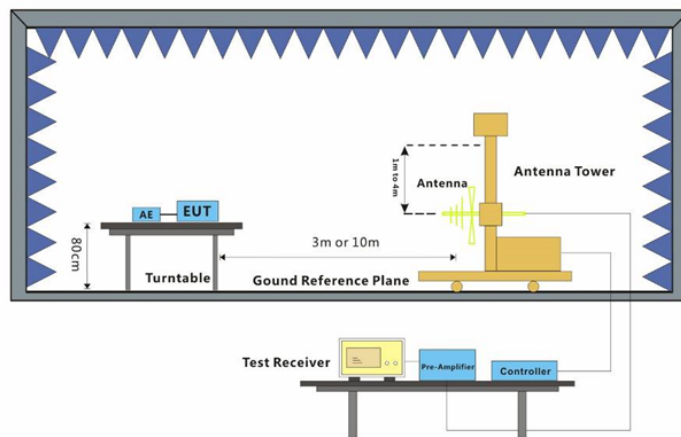 1m to 4m
Antenna
Antenna Tower
AE
EUT
80cm
3m or 10m
Turntable
Gound Reference Plane
Test Receiver
Pre-Amplifier
Controller